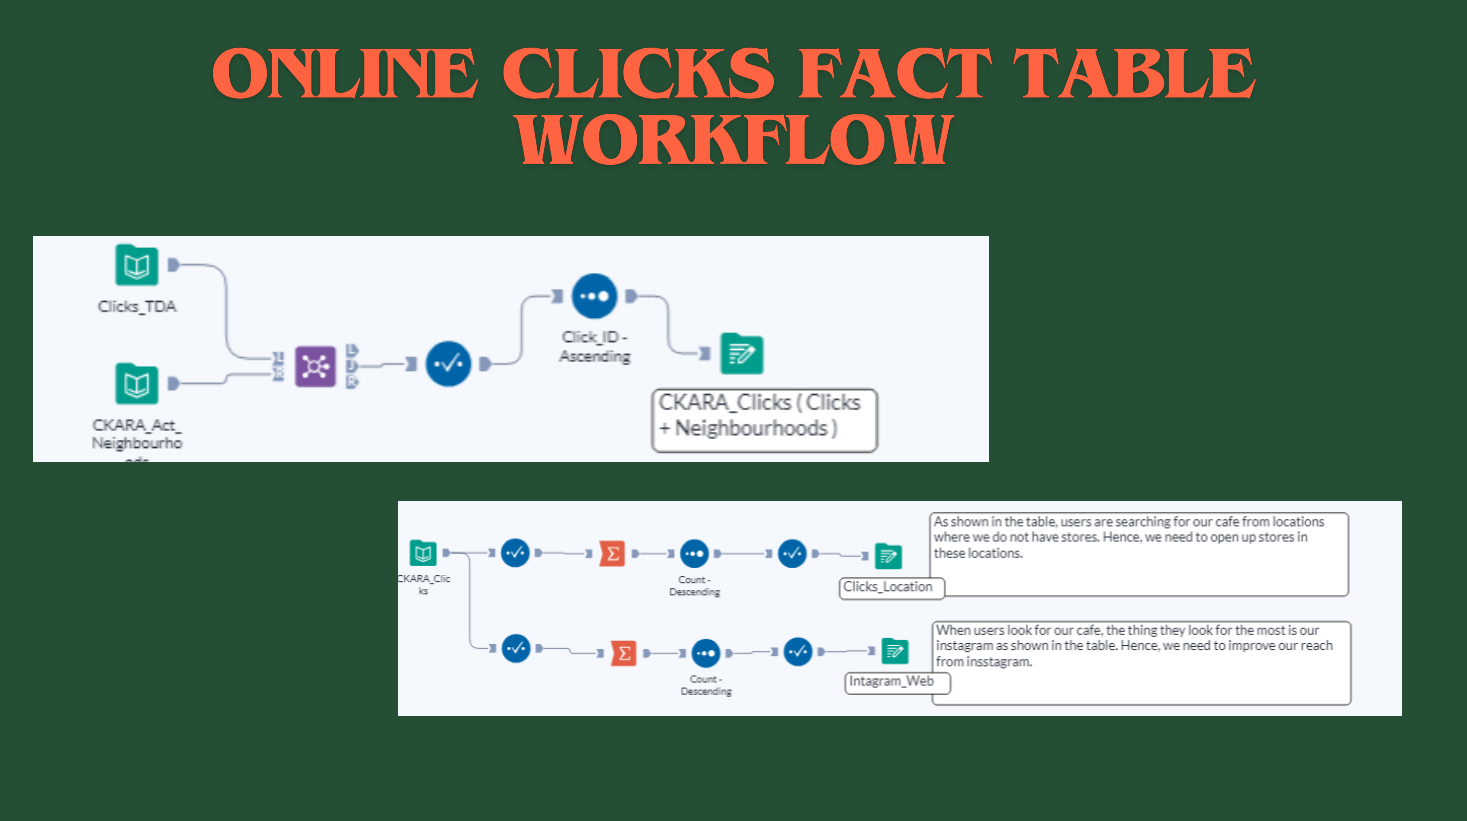 ONLINE CLICKS FACT TABLE
WORKFLOW
Clicks_TDA
CKARA_Act_
Neighbourho
L
J
R
Click_ID -
Ascending
CKARA_Clicks ( Clicks
+ Neighbourhoods )
CKARA_Clic
ks
Count -
Descending
Clicks_Location
As shown in the table, users are searching for our cafe from locations
where we do not have stores. Hence, we need to open up stores in
these locations.
Count -
Descending
Intagram_Web
When users look for our cafe, the thing they look for the most is our
instagram as shown in the table. Hence, we need to improve our reach
from insstagram.